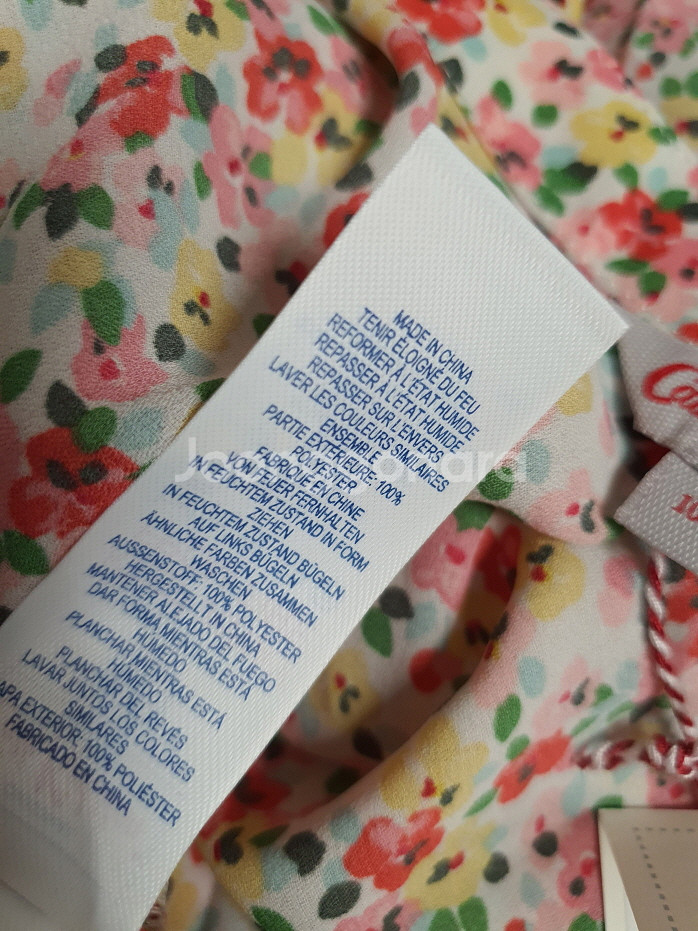 MADE IN CHINA
TENIR ÉLOIGNÉ DU FEU
REFORMER À L'ÉTAT HUMIDE
REPASSER À L'ÉTAT HUMIDE
REPASSER SUR L'ENVERS
LAVER LES COULEURS SIMILAIRES
ENSEMBLE
PARTIE EXTÉRIEURE: 100%
POLYESTER
FABRIQUÉ EN CHINE
VON FEUER FERNHALTEN
IN FEUCHTEM ZUSTAND IN FORM
ZIEHEN
IN FEUCHTEM ZUSTAND BÜGELN
AUF LINKS BÜGELN
ÄHNLICHE FARBEN ZUSAMMEN
WASCHEN
AUSSENSTOFF: 100% POLYESTER
HERGESTELLT IN CHINA
MANTENER ALEJADO DEL FUEGO
DAR FORMA MIENTRAS ESTÁ
HÚMEDO
PLANCHAR MIENTRAS ESTÁ
HÚMEDO
PLANCHAR DEL REVÉS
LAVAR JUNTOS LOS COLORES
SIMILARES
APA EXTERIOR: 100% POLIÉSTER
FABRICADO EN CHINA
Ca
10